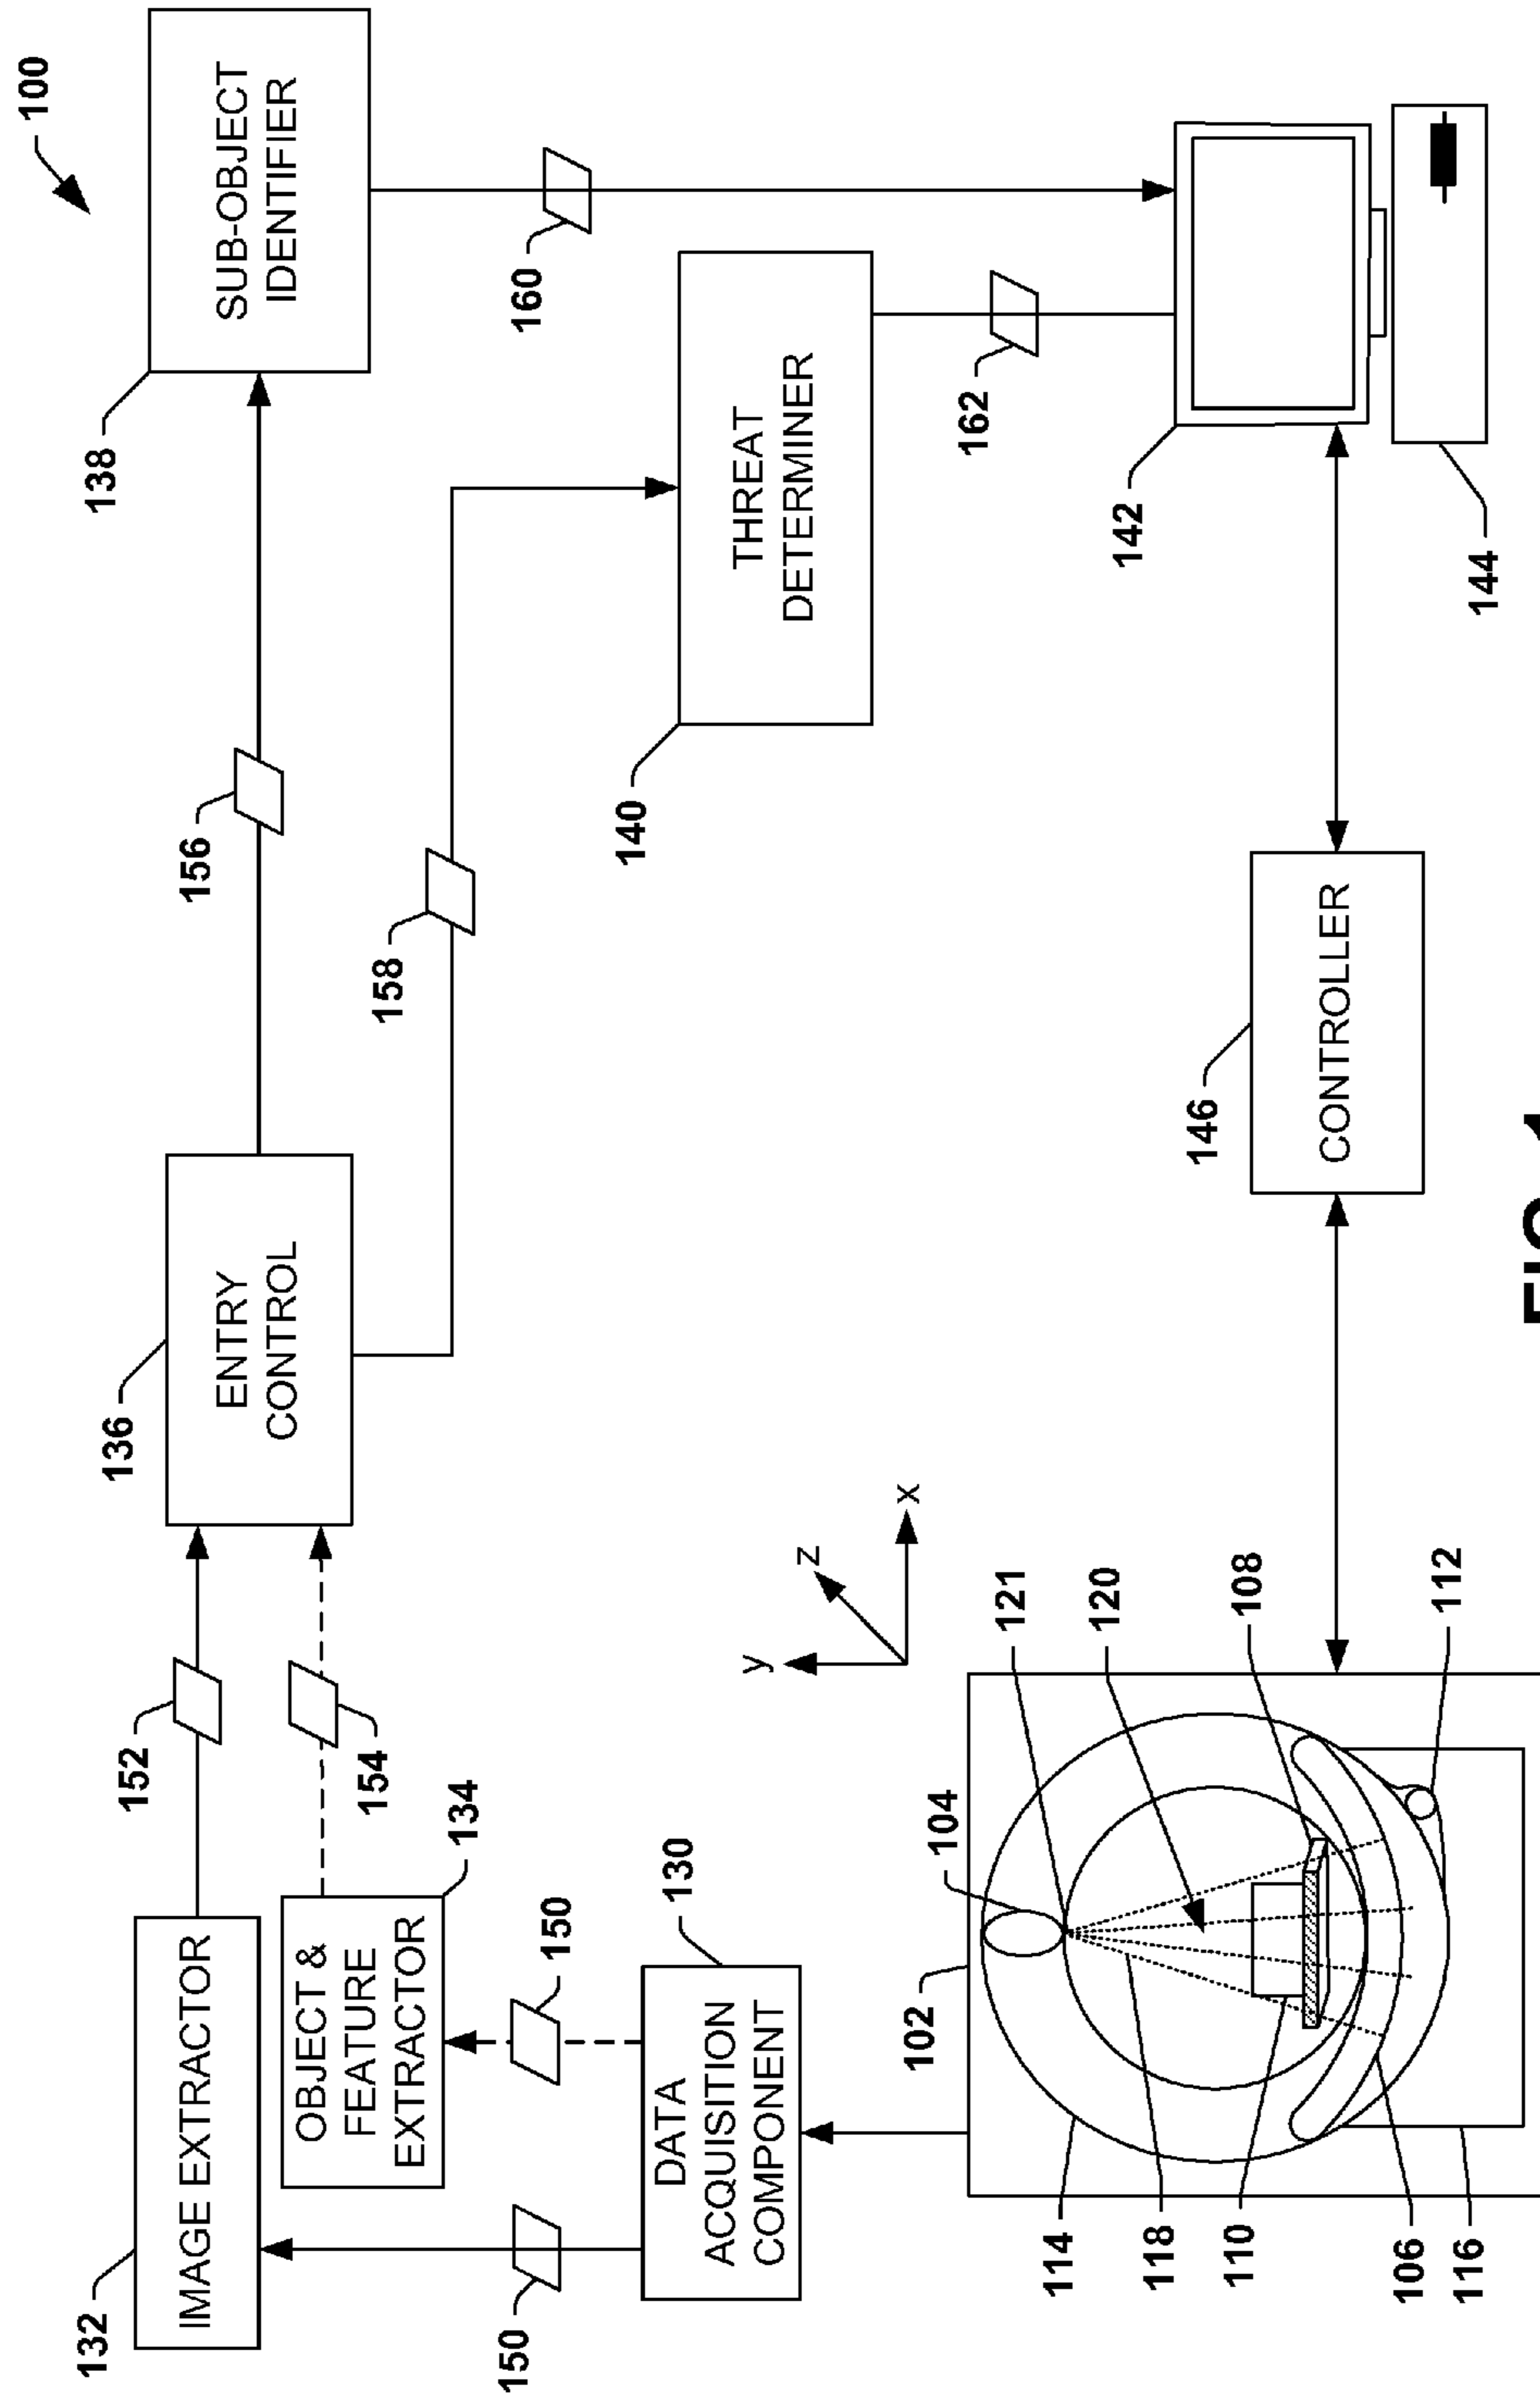 100
132
IMAGE EXTRACTOR
152
136
ENTRY
CONTROL
156
138
SUB-OBJECT
IDENTIFIER
OBJECT &
FEATURE
EXTRACTOR
134
154
158
160
150
150
130
DATA
ACQUISITION
COMPONENT
140
THREAT
DETERMINER
162
y
z
x
102
104
121
120
108
112
114
118
110
106
116
146
CONTROLLER
142
144